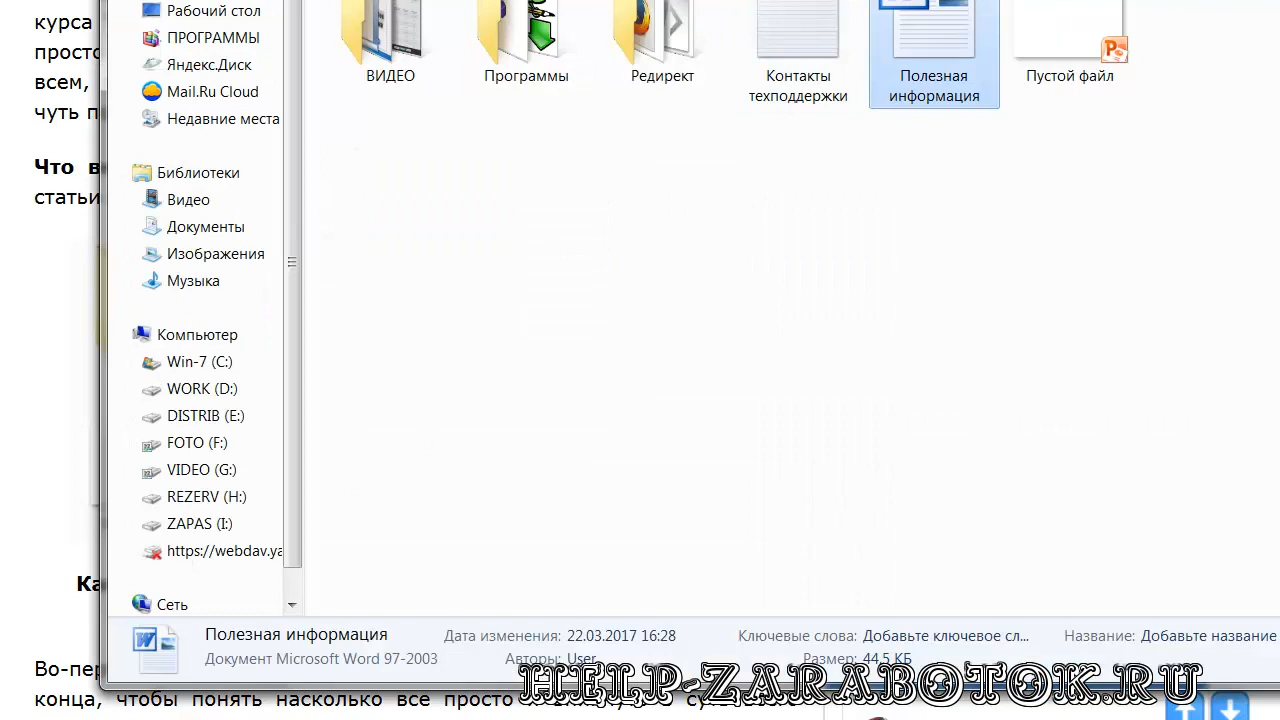 курса
всем,
чуть п
Что в
статьи
Рабочий стол
ПРОГРАММЫ
Яндекс.Диск
Mail.Ru Cloud
Недавние места
Библиотеки
Видео
Документы
Изображения
Музыка
Компьютер
Win-7 (C:)
WORK (D:)
DISTRIB (E:)
FOTO (F:)
VIDEO (G:)
REZERV (H:)
ZAPAS (I:)
https://webdav.ya
Сеть
ВИДЕО
Программы
Редирект
Контакты
техподдержки
Полезная
информация
Пустой файл
Полезная информация
Дата изменения: 22.03.2017 16:28
Ключевые слова: Добавьте ключевое сл...
Название: Добавьте название
Документ Microsoft Word 97-2003
Авторы: User
Размер: 44,5 КБ
Ка
Во-пер
конца, чтобы понять насколько все просто
HELP-ZARABOTOK.RU